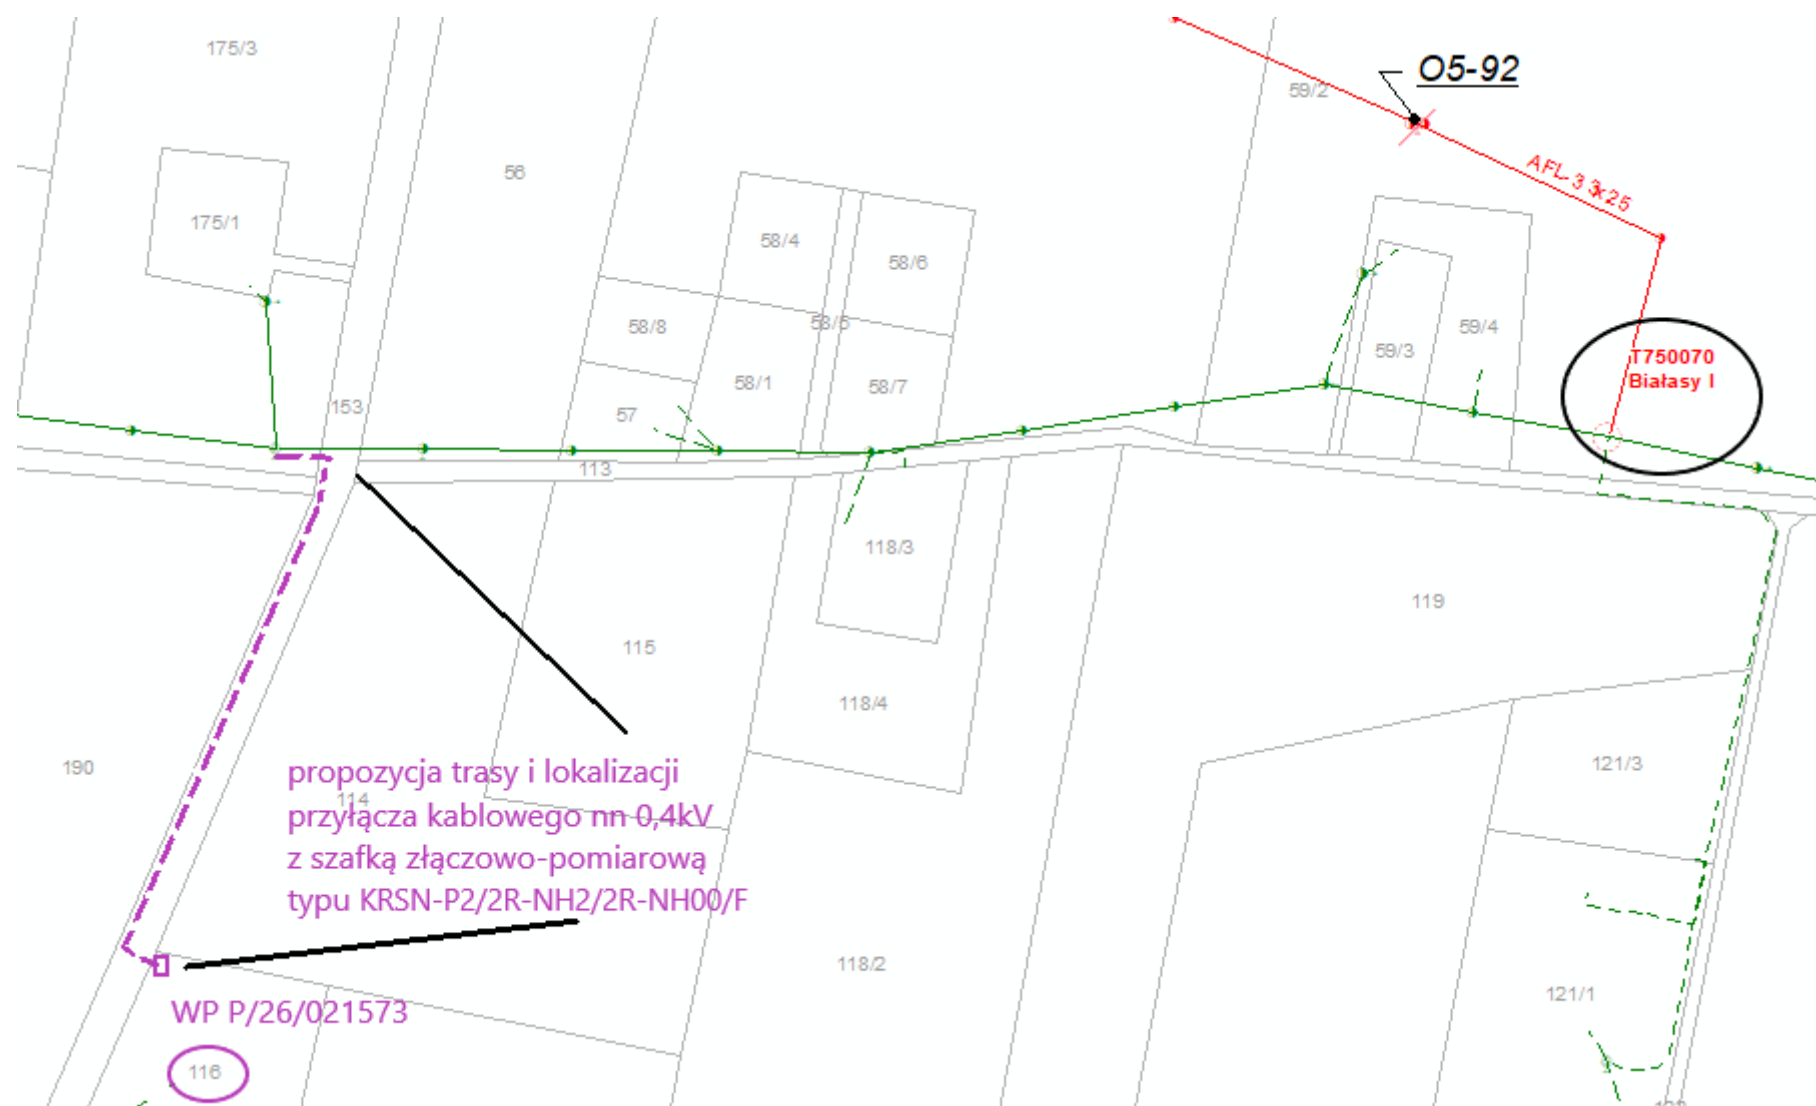 175/3
O5-92
59/2
AFL-3 3x25
56
175/1
58/4
58/6
58/8
58/5
59/4
59/3
T750070
Białasy I
58/1
58/7
153
57
113
118/3
119
115
118/4
190
114
121/3
propozycja trasy i lokalizacji
przyłącza kablowego nn 0,4kV
z szafką złączowo-pomiarową
typu KRSN-P2/2R-NH2/2R-NH00/F
118/2
121/1
WP P/26/021573
116